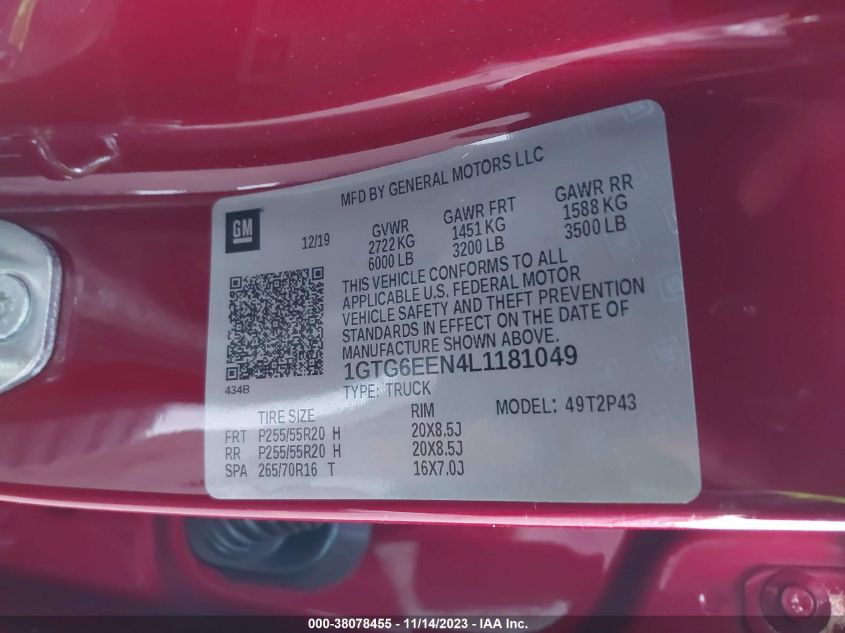 MFD BY GENERAL MOTORS LLC
GM
12/19
GVWR GAWR FRT GAWR RR
2722 KG 1451 KG 1588 KG
6000 LB 3200 LB 3500 LB
THIS VEHICLE CONFORMS TO ALL
APPLICABLE U.S. FEDERAL MOTOR
VEHICLE SAFETY AND THEFT PREVENTION
STANDARDS IN EFFECT ON THE DATE OF
MANUFACTURE SHOWN ABOVE.
1GTG6EEN4L1181049
434B
TYPE: TRUCK
MODEL: 49T2P43
TIRE SIZE RIM
FRT P255/55R20 H 20X8.5J
RR P255/55R20 H 20X8.5J
SPA 265/70R16 T 16X7.0J
000-38078455 - 11/14/2023 - IAA Inc.